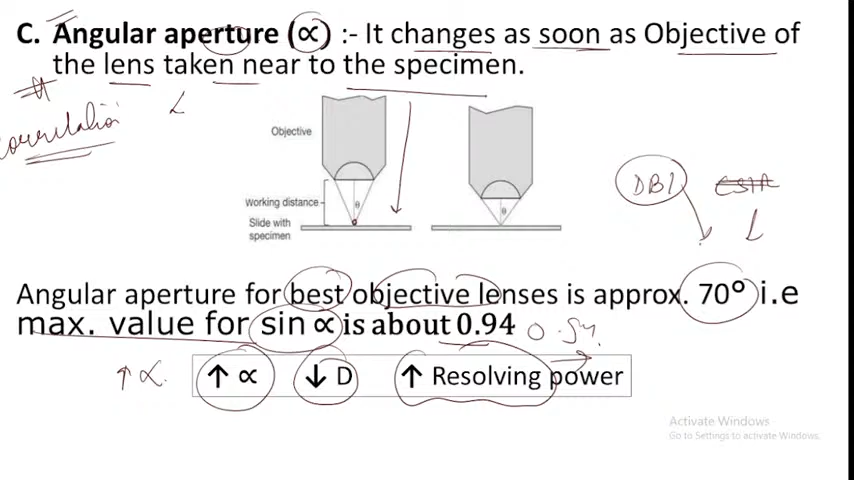 C. Angular aperture (∝) :- It changes as soon as Objective of
the lens taken near to the specimen.
correlation
L
Objective
Working distance
θ
Slide with
specimen
θ
DBI
L
Angular aperture for best objective lenses is approx. 70° i.e
max. value for sin ∝ is about 0.94
↑ ∝.
↑ ∝ ↓ D ↑ Resolving power
Activate Windows
Go to Settings to activate Windows.